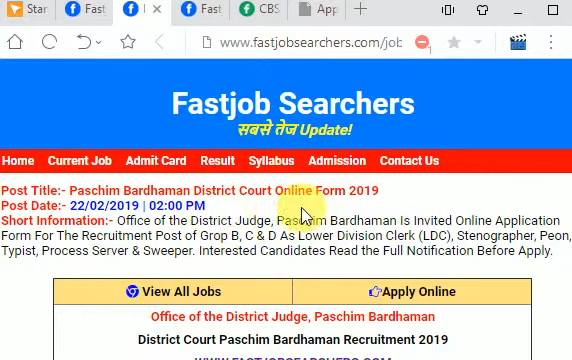 Star
CBS
App
www.fastjobsearchers.com/job
1
Fastjob Searchers
सबसे तेज Update!
Home Current Job Admit Card Result Syllabus Admission Contact Us
Post Title:- Paschim Bardhaman District Court Online Form 2019
Post Date:- 22/02/2019 | 02:00 PM
Short Information:- Office of the District Judge, Paschim Bardhaman Is Invited Online Application
Form For The Recruitment Post of Grop B, C & D As Lower Division Clerk (LDC), Stenographer, Peon,
Typist, Process Server & Sweeper. Interested Candidates Read the Full Notification Before Apply.
View All Jobs Apply Online
Office of the District Judge, Paschim Bardhaman
District Court Paschim Bardhaman Recruitment 2019
WWW.FASTJOBSEARCHERS.COM